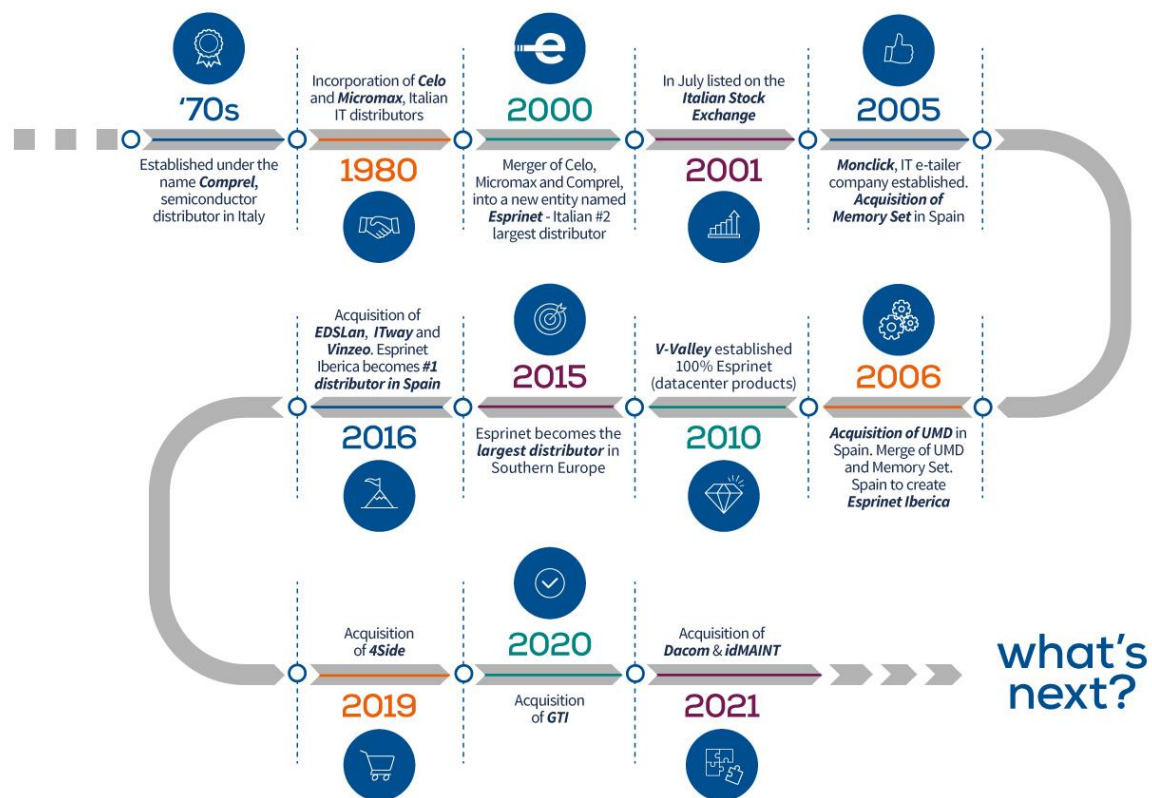 '70s
Established under the
name Comprel,
semiconductor
distributor in Italy
Incorporation of Celo
and Micromax, Italian
IT distributors
1980
e
2000
Merger of Celo,
Micromax and Comprel,
into a new entity named
Esprinet - Italian #2
largest distributor
In July listed on the
Italian Stock
Exchange
2001
2005
Monclick, IT e-tailer
company established.
Acquisition of
Memory Set in Spain
2006
Acquisition of UMD in
Spain. Merge of UMD
and Memory Set.
Spain to create
Esprinet Iberica
V-Valley established
100% Esprinet
(datacenter products)
2010
2015
Esprinet becomes the
largest distributor in
Southern Europe
Acquisition of
EDSLan, ITway and
Vinzeo. Esprinet
Iberica becomes #1
distributor in Spain
2016
Acquisition
of 4Side
2019
2020
Acquisition
of GTI
Acquisition of
Dacom & idMAINT
2021
what's
next?